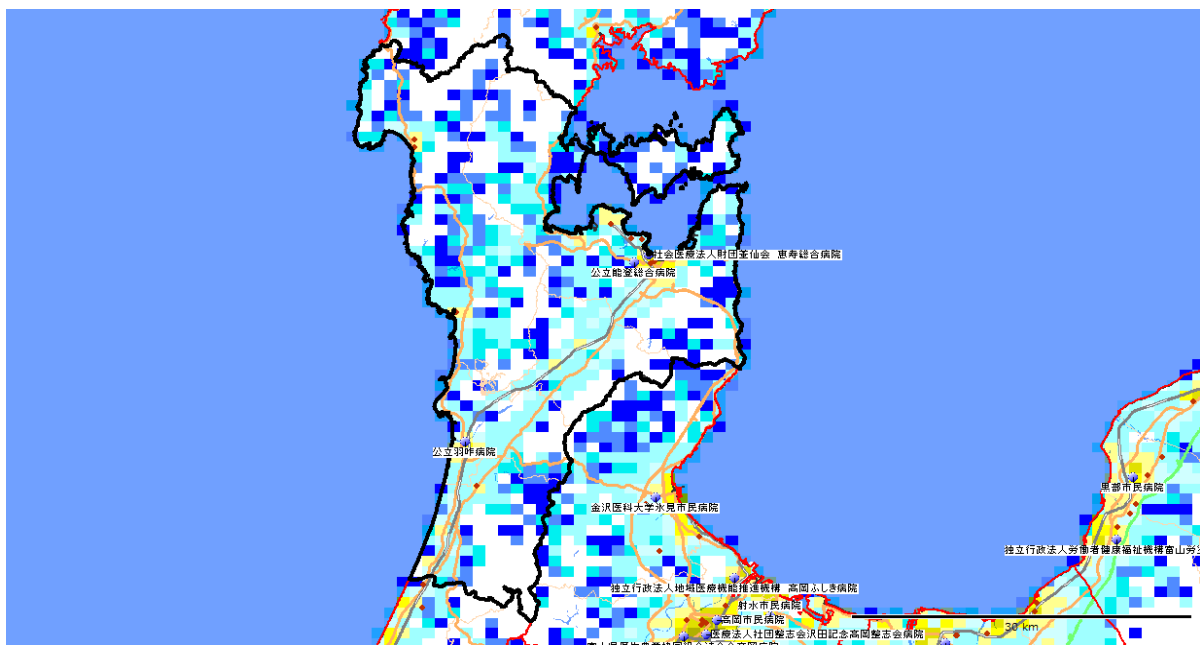 社会医療法人財団董仙会 恵寿総合病院
公立能登総合病院
公立羽咋病院
黒部市民病院
金沢医科大学氷見市民病院
独立行政法人労働者健康福祉機構富山労災
独立行政法人地域医療機能推進機構 高岡ふしき病院
射水市民病院
30 km
高岡市民病院
医療法人社団整志会沢田記念高岡整志会病院